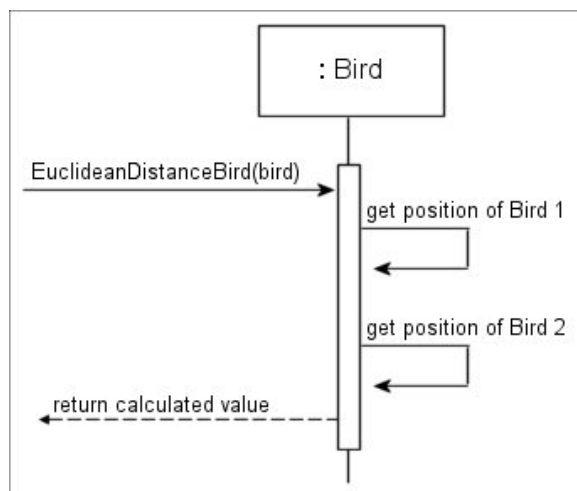 : Bird
EuclideanDistanceBird(bird)
get position of Bird 1
get position of Bird 2
return calculated value